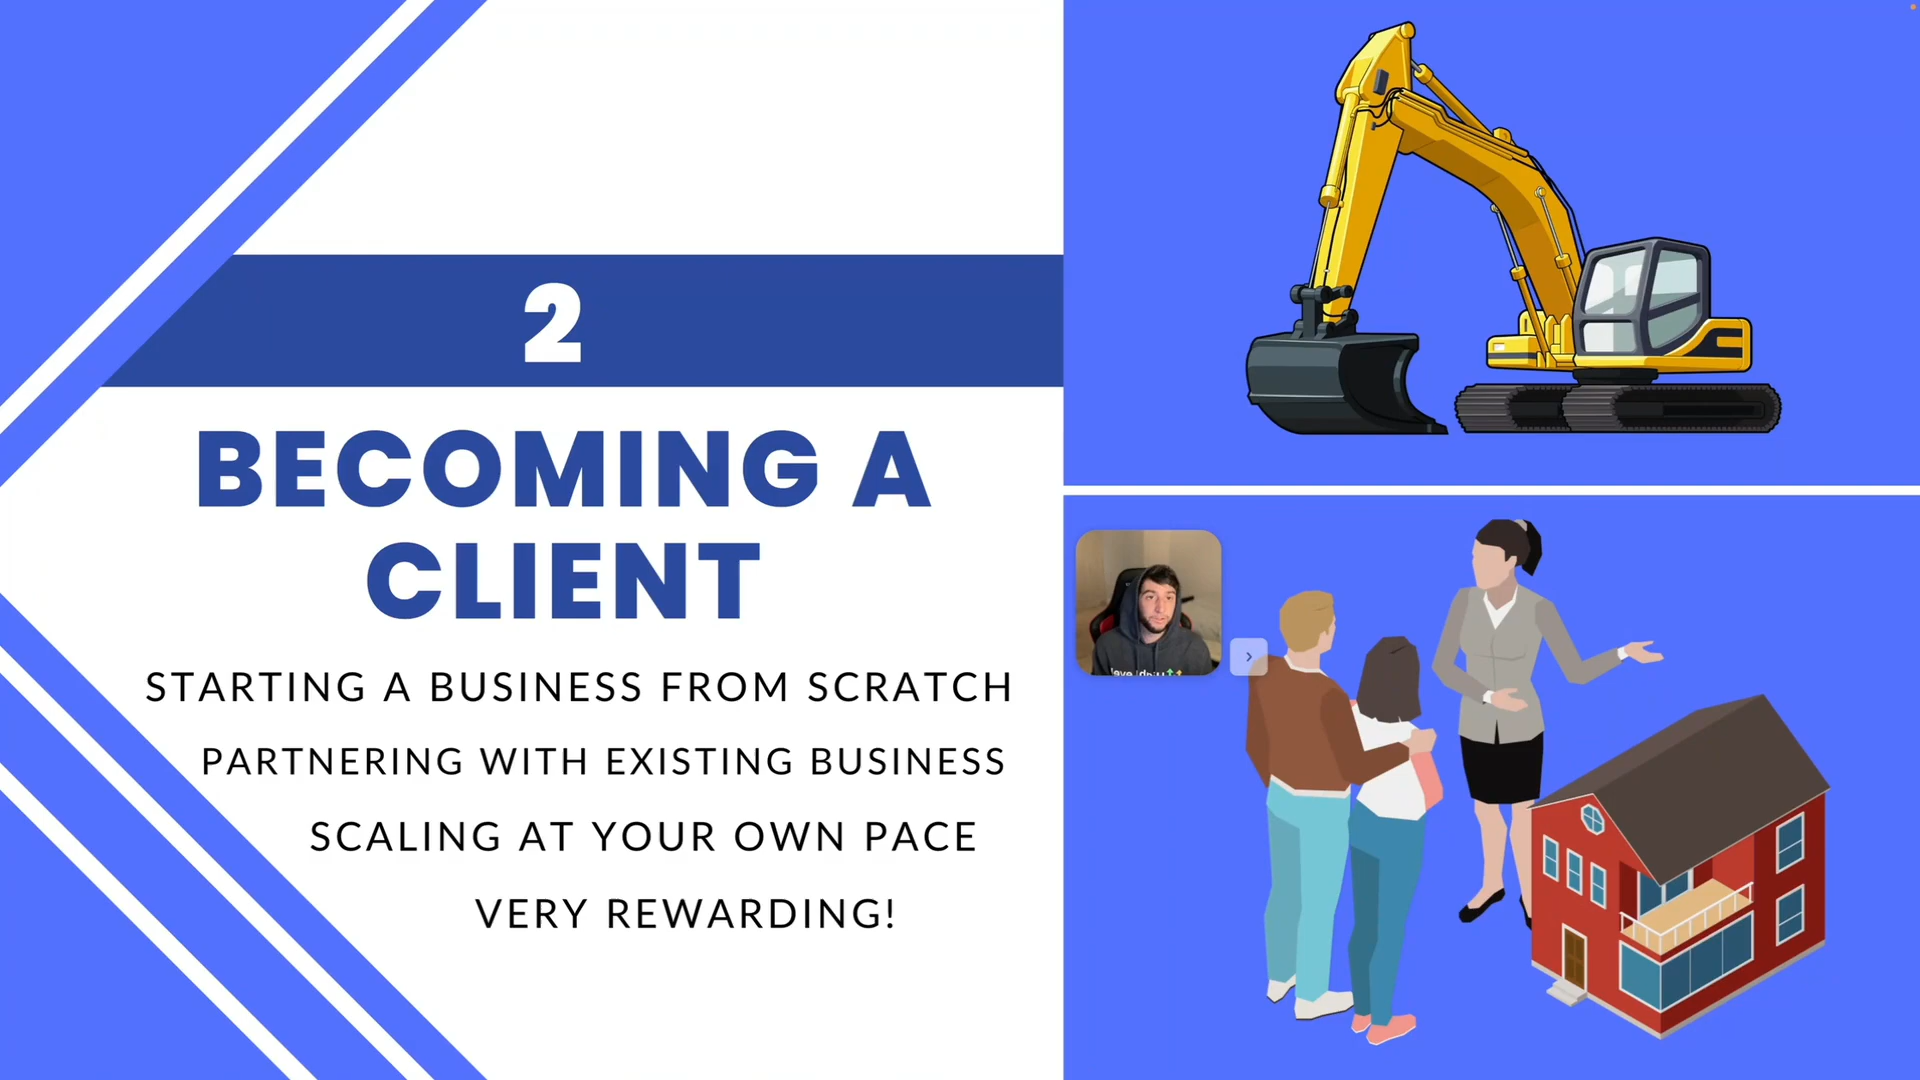 2
BECOMING A
CLIENT
STARTING A BUSINESS FROM SCRATCH
PARTNERING WITH EXISTING BUSINESS
SCALING AT YOUR OWN PACE
VERY REWARDING!